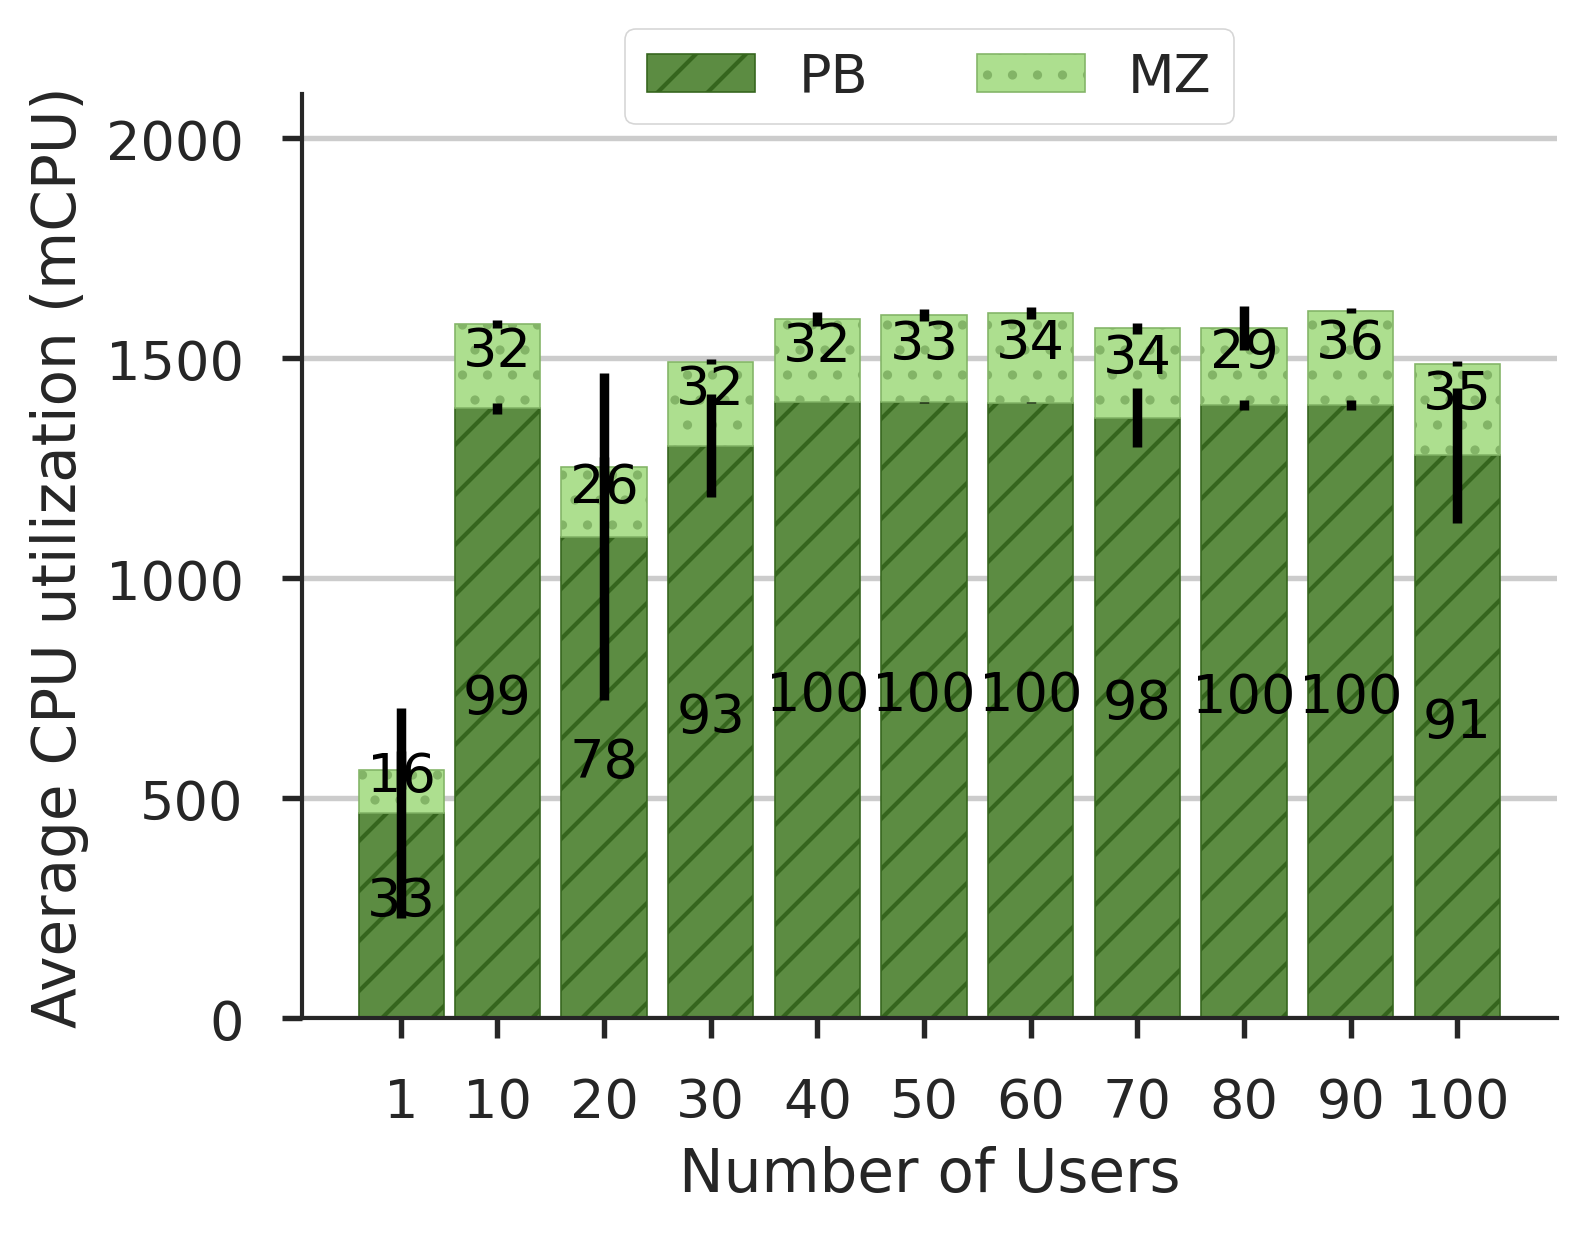 PB MZ
Average CPU utilization (mCPU)
2000
1500
1000
500
0
32 32 32 33 34 34 29 36 35
26
16
99 93 100 100 100 98 100 100 91
78
33
1 10 20 30 40 50 60 70 80 90 100
Number of Users